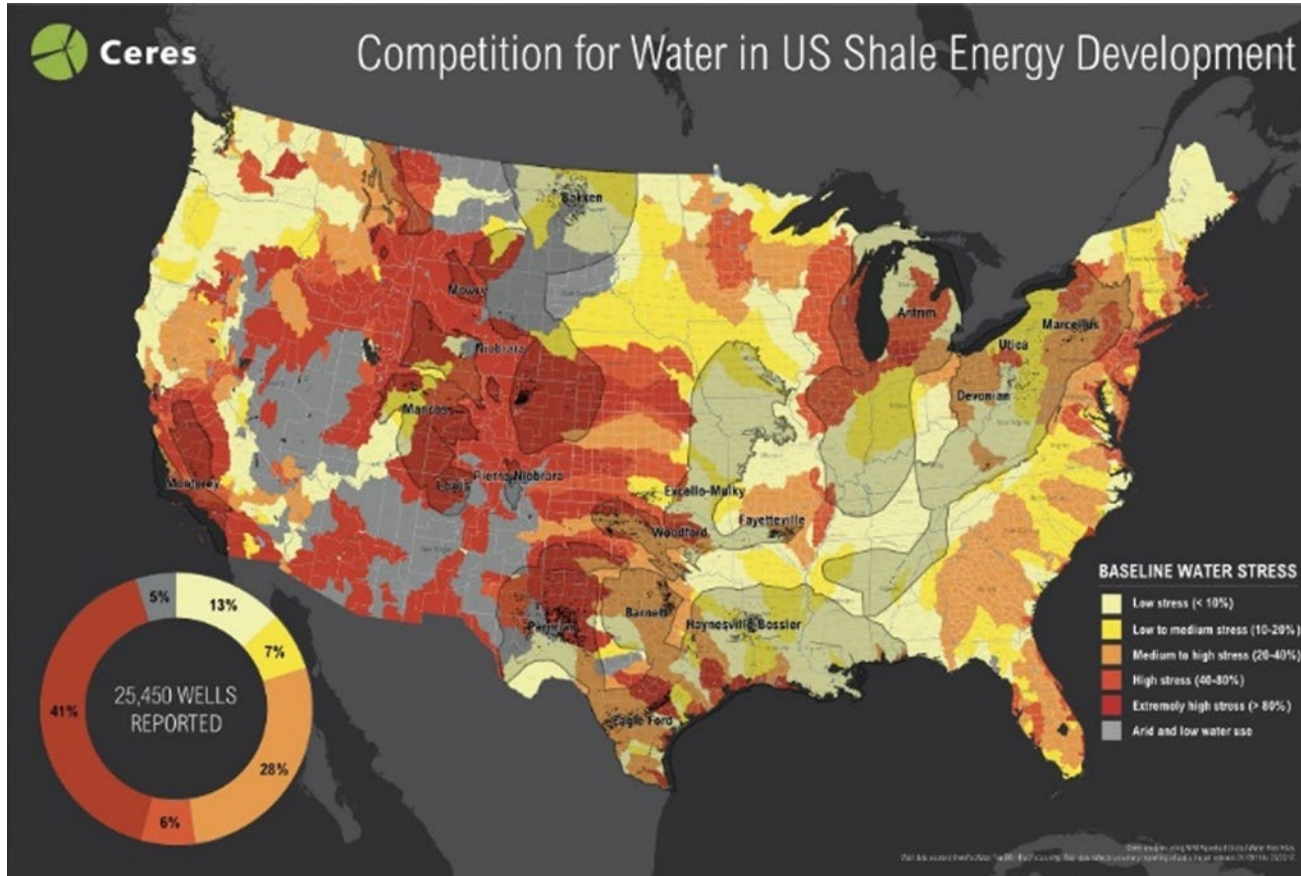 Ceres
Competition for Water in US Shale Energy Development
Bakken
Mowry
Antrim
Marcellus
Niobrara
Utica
Mancos
Devonian
Monterey
Lewis
Pierre-Niobrara
Excello-Mulky
Woodford
Fayetteville
Barnett
Haynesville-Bossier
Permian
Eagle Ford
BASELINE WATER STRESS
Low stress (< 10%)
Low to medium stress (10-20%)
Medium to high stress (20-40%)
High stress (40-80%)
Extremely high stress (> 80%)
Arid and low water use
5%
13%
7%
41%
25,450 WELLS
REPORTED
28%
6%